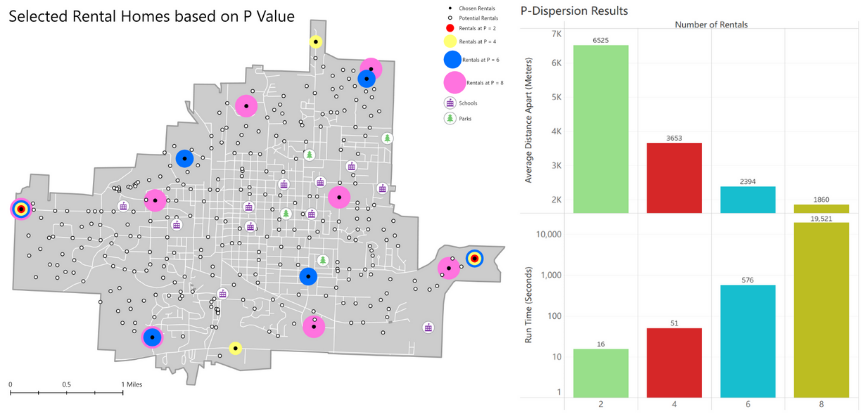 Selected Rental Homes based on P Value
Chosen Rentals
Potential Rentals
Rentals at P = 2
Rentals at P = 4
Rentals at P = 6
Rentals at P = 8
Schools
Parks
0 0.5 1 Miles
P-Dispersion Results
Number of Rentals
Average Distance Apart (Meters)
7K
6K
5K
4K
3K
2K
6525
3653
2394
1860
Run Time (Seconds)
10,000
1,000
100
10
1
16
51
576
19,521
2 4 6 8